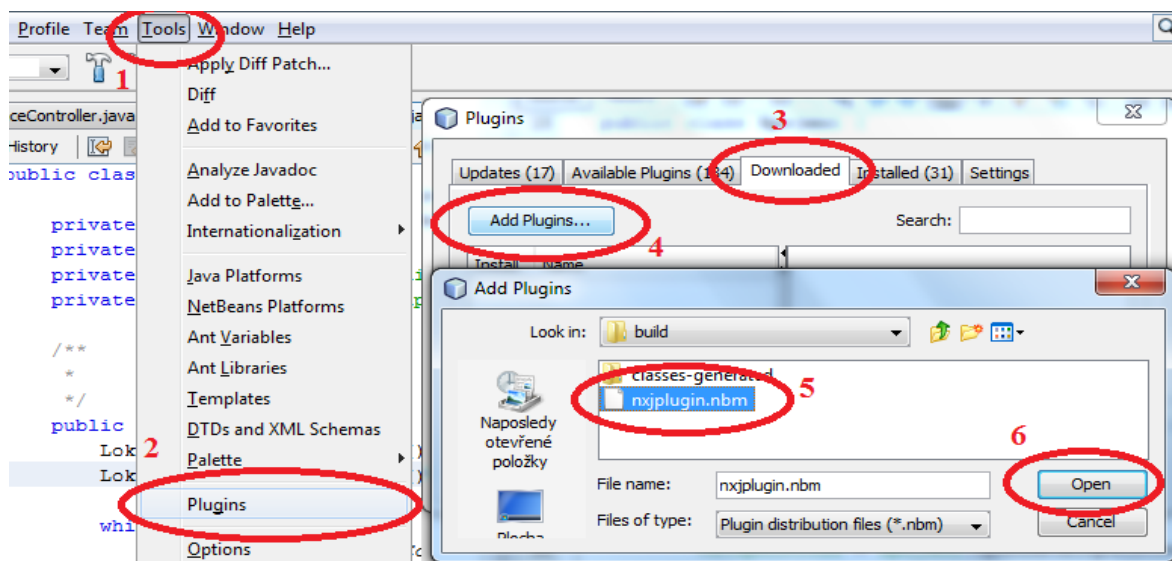 Profile Team Tools Window Help
1
Apply Diff Patch...
Diff
Add to Favorites
Analyze Javadoc
Add to Palette...
Internationalization
Java Platforms
NetBeans Platforms
Ant Variables
Ant Libraries
Templates
DTDs and XML Schemas
2
Palette
Plugins
Options
ceController.java
History
public clas
private
private
private
private
/**
*
*/
public
Lok
Lok
whi
Plugins
3
Updates (17) Available Plugins (184) Downloaded Installed (31) Settings
Add Plugins...
Search:
4
Install Name
Add Plugins
Look in: build
classes-generated
nxjplugin.nbm
5
Naposledy
otevřené
položky
Plocha
6
File name: nxjplugin.nbm
Open
Files of type: Plugin distribution files (*.nbm)
Cancel